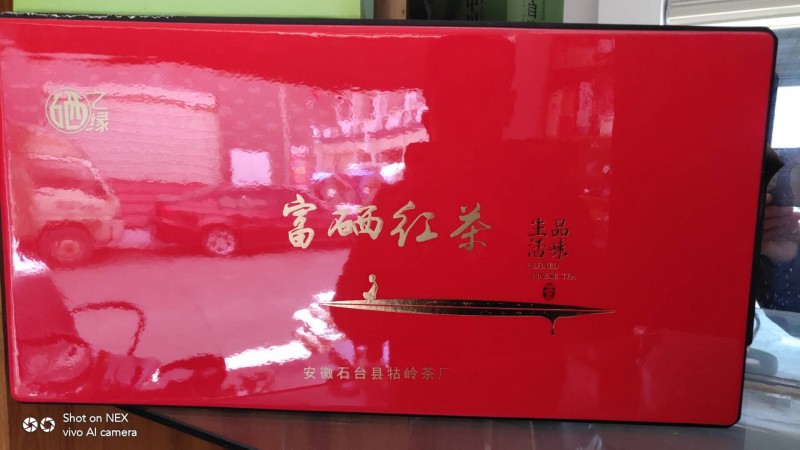 硒之缘
富硒红茶
品味
生活
安徽石台县牯岭茶厂
Shot on NEX
vivo AI camera